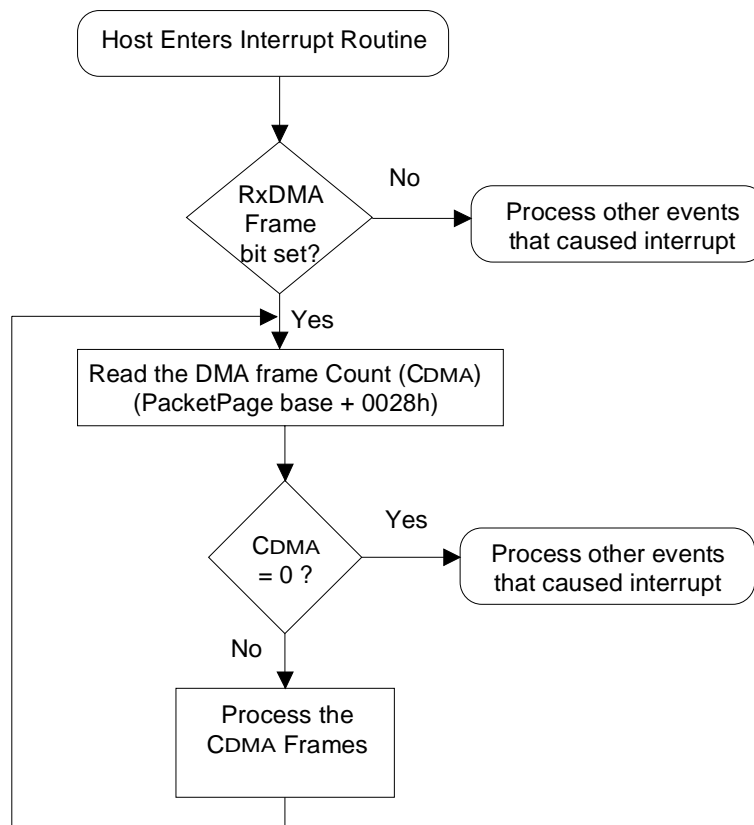 Host Enters Interrupt Routine
RxDMA
Frame
bit set?
No
Process other events
that caused interrupt
Yes
Read the DMA frame Count (CDMA)
(PacketPage base + 0028h)
CDMA
= 0 ?
Yes
Process other events
that caused interrupt
No
Process the
CDMA Frames